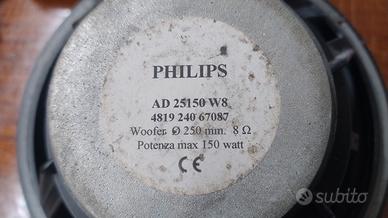 PHILIPS
AD 25150 W8
4819 240 67087
Woofer Ø 250 mm. 8 Ω
Potenza max 150 watt
CE
subito